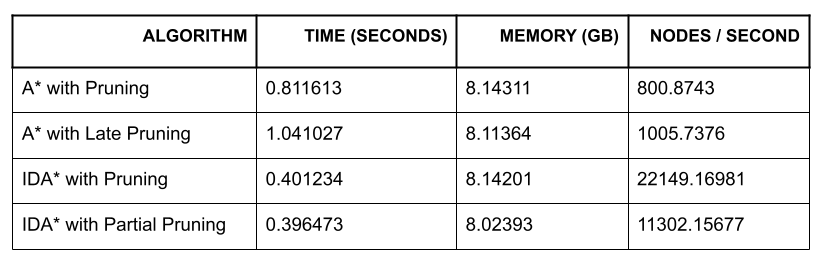 ALGORITHM TIME (SECONDS) MEMORY (GB) NODES / SECOND
A* with Pruning 0.811613 8.14311 800.8743
A* with Late Pruning 1.041027 8.11364 1005.7376
IDA* with Pruning 0.401234 8.14201 22149.16981
IDA* with Partial Pruning 0.396473 8.02393 11302.15677